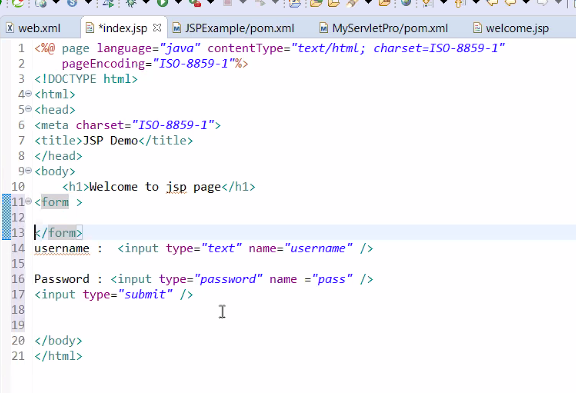 web.xml *index.jsp JSPExample/pom.xml MyServletPro/pom.xml welcome.jsp
1 <%@ page language="java" contentType="text/html; charset=ISO-8859-1"
2 pageEncoding="ISO-8859-1"%>
3 <!DOCTYPE html>
4 <html>
5 <head>
6 <meta charset="ISO-8859-1">
7 <title>JSP Demo</title>
8 </head>
9 <body>
10 <h1>Welcome to jsp page</h1>
11 <form >
12
13 </form>
14 username : <input type="text" name="username" />
15
16 Password : <input type="password" name ="pass" />
17 <input type="submit" />
18
19
20 </body>
21 </html>